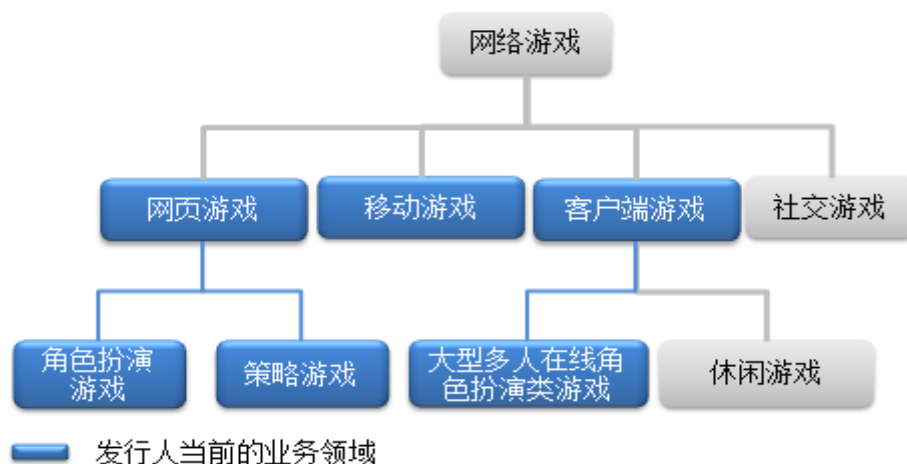 网络游戏
网页游戏
移动游戏
客户端游戏
社交游戏
角色扮演
游戏
策略游戏
大型多人在线角
色扮演类游戏
休闲游戏
发行人当前的业务领域